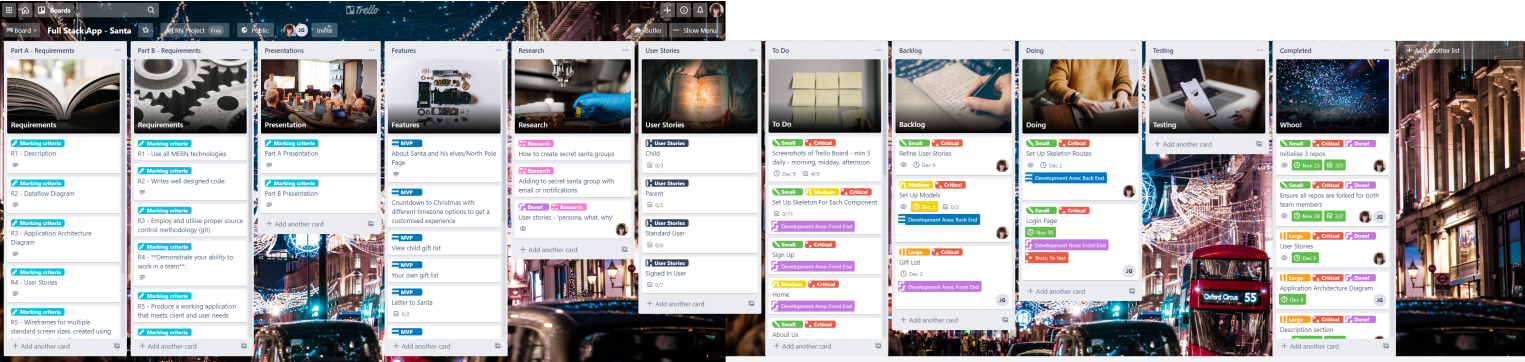 Boards
Trello
Board
Full Stack App - Santa
MERN Project Free
Public
JG
Invite
Butler
Show Menu
Part A - Requirements
Requirements
Marking criteria
R1 - Description
Marking criteria
R2 - Dataflow Diagram
Marking criteria
R3 - Application Architecture
Diagram
Marking criteria
R4 - User Stories
Marking criteria
R5 - Wireframes for multiple
standard screen sizes, created using
+ Add another card
Part B - Requirements
Requirements
Marking criteria
R1 - Use all MERN technologies
Marking criteria
R2 - Writes well designed code:
Marking criteria
R3 - Employ and utilise proper source
control methodology (git)
Marking criteria
R4 - **Demonstrate your ability to
work in a team**:
Marking criteria
R5 - Produce a working application
that meets client and user needs
Marking criteria
+ Add another card
Presentations
Presentation
Marking criteria
Part A Presentation
Marking criteria
Part B Presentation
+ Add another card
Features
Features
MVP
About Santa and his elves/North Pole
Page
MVP
Countdown to Christmas with
different timezone options to get a
customised experience
MVP
View child gift list
MVP
Your own gift list
MVP
Letter to Santa
0/2
MVP
+ Add another card
Research
Research
Research
How to create secret santa groups
Research
Adding to secret santa group with
email or notifications
Done! Research
User stories - 'persona, what, why'
+ Add another card
User Stories
User Stories
User Stories
Child
0/3
User Stories
Parent
0/5
User Stories
Standard User
0/6
User Stories
Signed In User
0/7
+ Add another card
To Do
To Do
Small Critical
Screenshots of Trello Board - min 3
daily - morning, midday, afternoon
Dec 9 4/9
Small Medium Critical
Set Up Skeleton For Each Component
0/11
Development Area: Front End
Small Critical
Sign Up
Development Area: Front End
Medium Critical
Home
Development Area: Front End
Small Critical
About Us
+ Add another card
Backlog
Backlog
Small Critical
Refine User Stories
Dec 9
Medium Critical
Set Up Models
Dec 1 0/2
Development Area: Back End
Large Critical
Gift List
Dec 2
Development Area: Front End
JG
+ Add another card
Doing
Doing
Small Critical
Set Up Skeleton Routes
Dec 2
Development Area: Back End
Small Critical
Login Page
Nov 30
Development Area: Front End
Tests: To Test
JG
+ Add another card
Testing
Testing
+ Add another card
Completed
Whoo!
Small Critical Done!
Initialise 3 repos
Nov 23 3/3
Small Critical Done!
Ensure all repos are forked for both
team members
Nov 24 2/2
JG
Large Critical Done!
User Stories
Dec 2
Large Critical Done!
Application Architecture Diagram
Dec 8
JG
Large Critical Done!
Description section
+ Add another card
+ Add another list
Oxford Circus 55